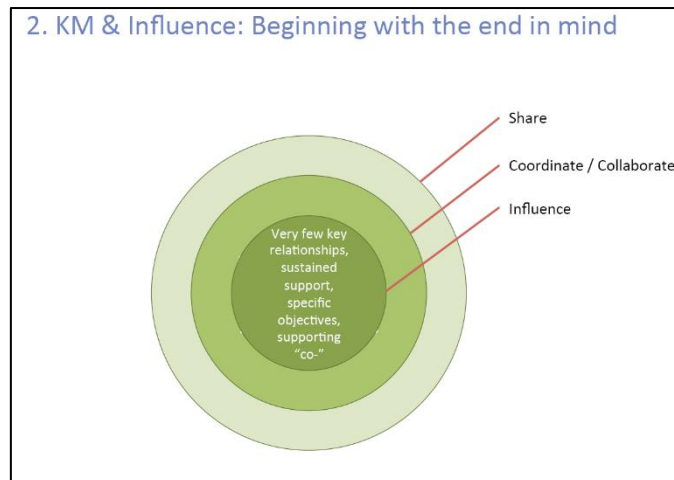 2. KM & Influence: Beginning with the end in mind
Share
Coordinate / Collaborate
Influence
Very few key
relationships,
sustained
support,
specific
objectives,
supporting
“co-”